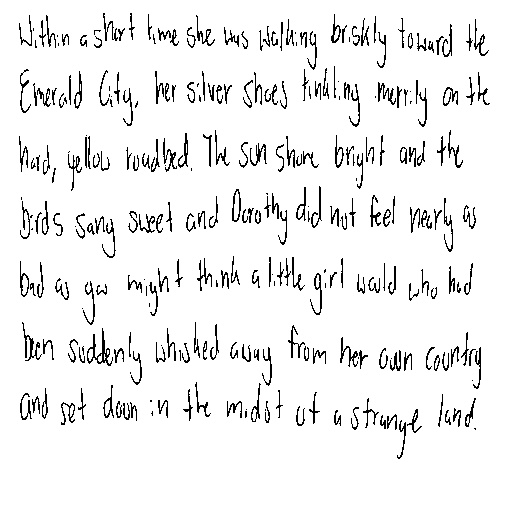 Within a short time she was walking briskly toward the
Emerald City, her silver shoes tinkling merrily on the
hard, yellow roadbed. The sun shone bright and the
birds sang sweet and Dorothy did not feel nearly as
bad as you might think a little girl would who had
been suddenly whisked away from her own country
and set down in the midst of a strange land.